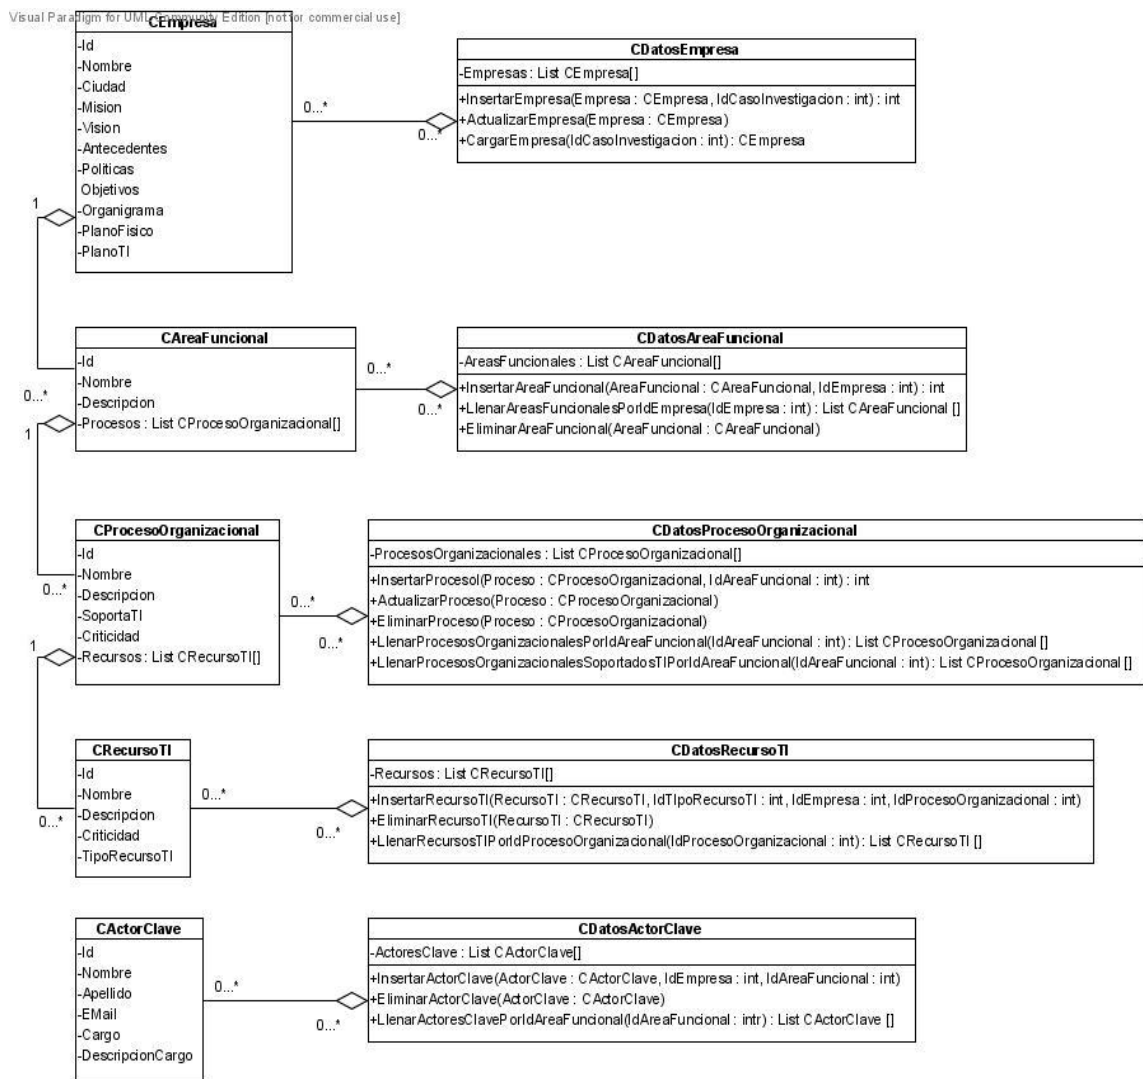 Visual Paradigm for UML Community Edition [not for commercial use]
CEmpresa
-Id
-Nombre
-Ciudad
-Mision
-Vision
-Antecedentes
-Politicas
Objetivos
-Organigrama
-PlanoFisico
-PlanoTI
0...*
0...*
CDatosEmpresa
-Empresas : List CEmpresa[]
+InsertarEmpresa(Empresa : CEmpresa, IdCasoInvestigacion : int) : int
+ActualizarEmpresa(Empresa : CEmpresa)
+CargarEmpresa(IdCasoInvestigacion : int) : CEmpresa
1
0...*
CAreaFuncional
-Id
-Nombre
-Descripcion
-Procesos : List CProcesoOrganizacional[]
0...*
0...*
CDatosAreaFuncional
-AreasFuncionales : List CAreaFuncional[]
+InsertarAreaFuncional(AreaFuncional : CAreaFuncional, IdEmpresa : int) : int
+LlenarAreasFuncionalesPorIdEmpresa(IdEmpresa : int) : List CAreaFuncional []
+EliminarAreaFuncional(AreaFuncional : CAreaFuncional)
1
0...*
CProcesoOrganizacional
-Id
-Nombre
-Descripcion
-SoportaTI
-Criticidad
-Recursos : List CRecursoTI[]
0...*
0...*
CDatosProcesoOrganizacional
-ProcesosOrganizacionales : List CProcesoOrganizacional[]
+InsertarProcesol(Proceso : CProcesoOrganizacional, IdAreaFuncional : int) : int
+ActualizarProceso(Proceso : CProcesoOrganizacional)
+EliminarProceso(Proceso : CProcesoOrganizacional)
+LlenarProcesosOrganizacionalesPorIdAreaFuncional(IdAreaFuncional : int) : List CProcesoOrganizacional []
+LlenarProcesosOrganizacionalesSoportadosTIPorIdAreaFuncional(IdAreaFuncional : int) : List CProcesoOrganizacional []
1
0...*
CRecursoTI
-Id
-Nombre
-Descripcion
-Criticidad
-TipoRecursoTI
0...*
0...*
CDatosRecursoTI
-Recursos : List CRecursoTI[]
+InsertarRecursoTI(RecursoTI : CRecursoTI, IdTIpoRecursoTI : int, IdEmpresa : int, IdProcesoOrganizacional : int)
+EliminarRecursoTI(RecursoTI : CRecursoTI)
+LlenarRecursosTIPorIdProcesoOrganizacional(IdProcesoOrganizacional : int) : List CRecursoTI []
CActorClave
-Id
-Nombre
-Apellido
-EMail
-Cargo
-DescripcionCargo
0...*
0...*
CDatosActorClave
-ActoresClave : List CActorClave[]
+InsertarActorClave(ActorClave : CActorClave, IdEmpresa : int, IdAreaFuncional : int)
+EliminarActorClave(ActorClave : CActorClave)
+LlenarActoresClavePorIdAreaFuncional(IdAreaFuncional : intr) : List CActorClave []